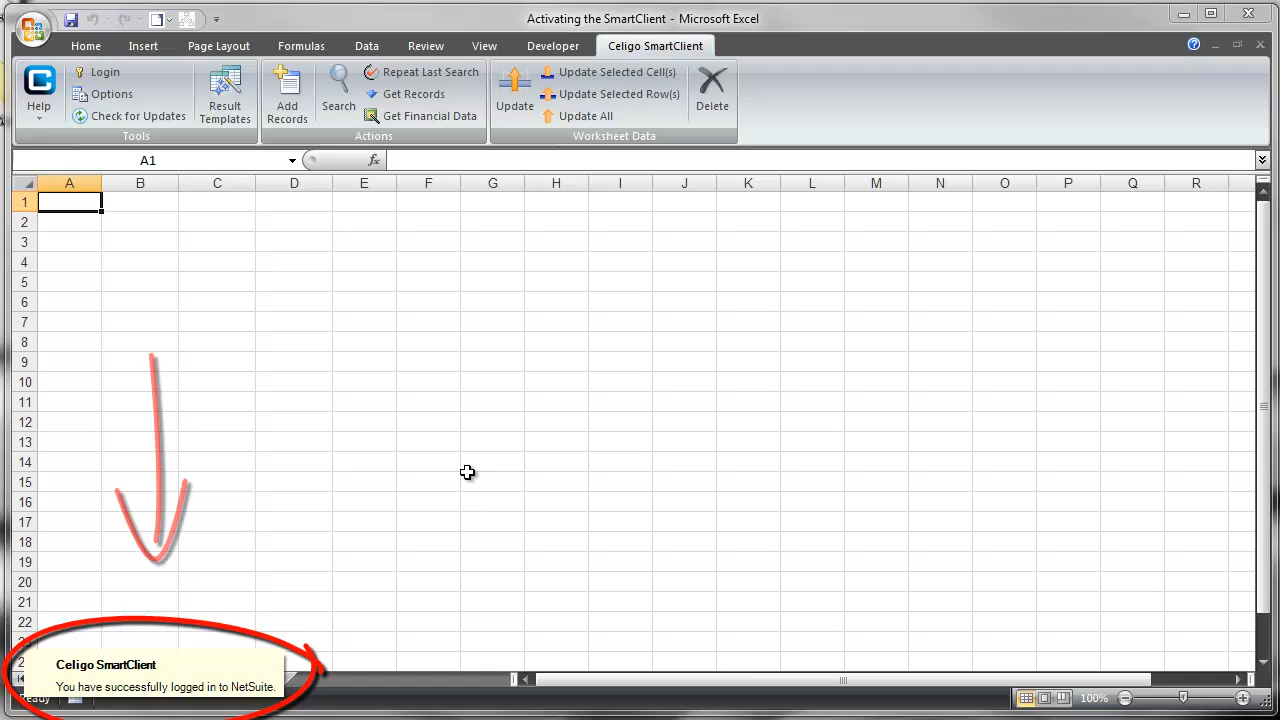 Activating the SmartClient - Microsoft Excel
Home Insert Page Layout Formulas Data Review View Developer Celigo SmartClient
Help
Login
Options
Check for Updates
Result Templates
Tools
Add Records
Search
Repeat Last Search
Get Records
Get Financial Data
Actions
Update
Update Selected Cell(s)
Update Selected Row(s)
Update All
Delete
Worksheet Data
A1 fx
A B C D E F G H I J K L M N O P Q R
1
2
3
4
5
6
7
8
9
10
11
12
13
14
15
16
17
18
19
20
21
22
Celigo SmartClient
You have successfully logged in to NetSuite.
Ready 100%